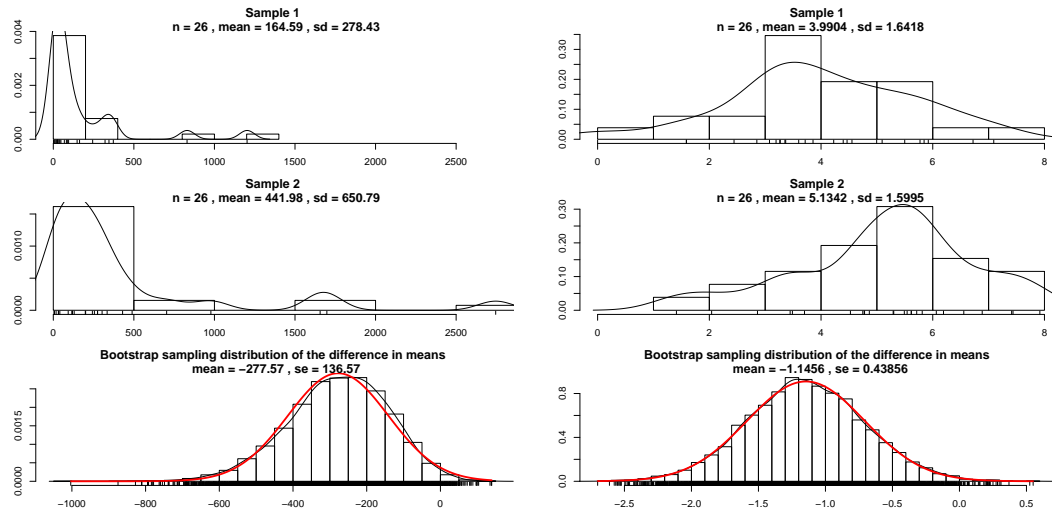 Sample 1
n = 26 , mean = 164.59 , sd = 278.43
0.000 0.002 0.004
0 500 1000 1500 2000 2500
Sample 2
n = 26 , mean = 441.98 , sd = 650.79
0.0000 0.0010
0 500 1000 1500 2000 2500
Bootstrap sampling distribution of the difference in means
mean = −277.57 , se = 136.57
0.0000 0.0015
−1000 −800 −600 −400 −200 0
Sample 1
n = 26 , mean = 3.9904 , sd = 1.6418
0.00 0.10 0.20 0.30
0 2 4 6 8
Sample 2
n = 26 , mean = 5.1342 , sd = 1.5995
0.00 0.10 0.20 0.30
0 2 4 6 8
Bootstrap sampling distribution of the difference in means
mean = −1.1456 , se = 0.43856
0.0 0.4 0.8
−2.5 −2.0 −1.5 −1.0 −0.5 0.0 0.5